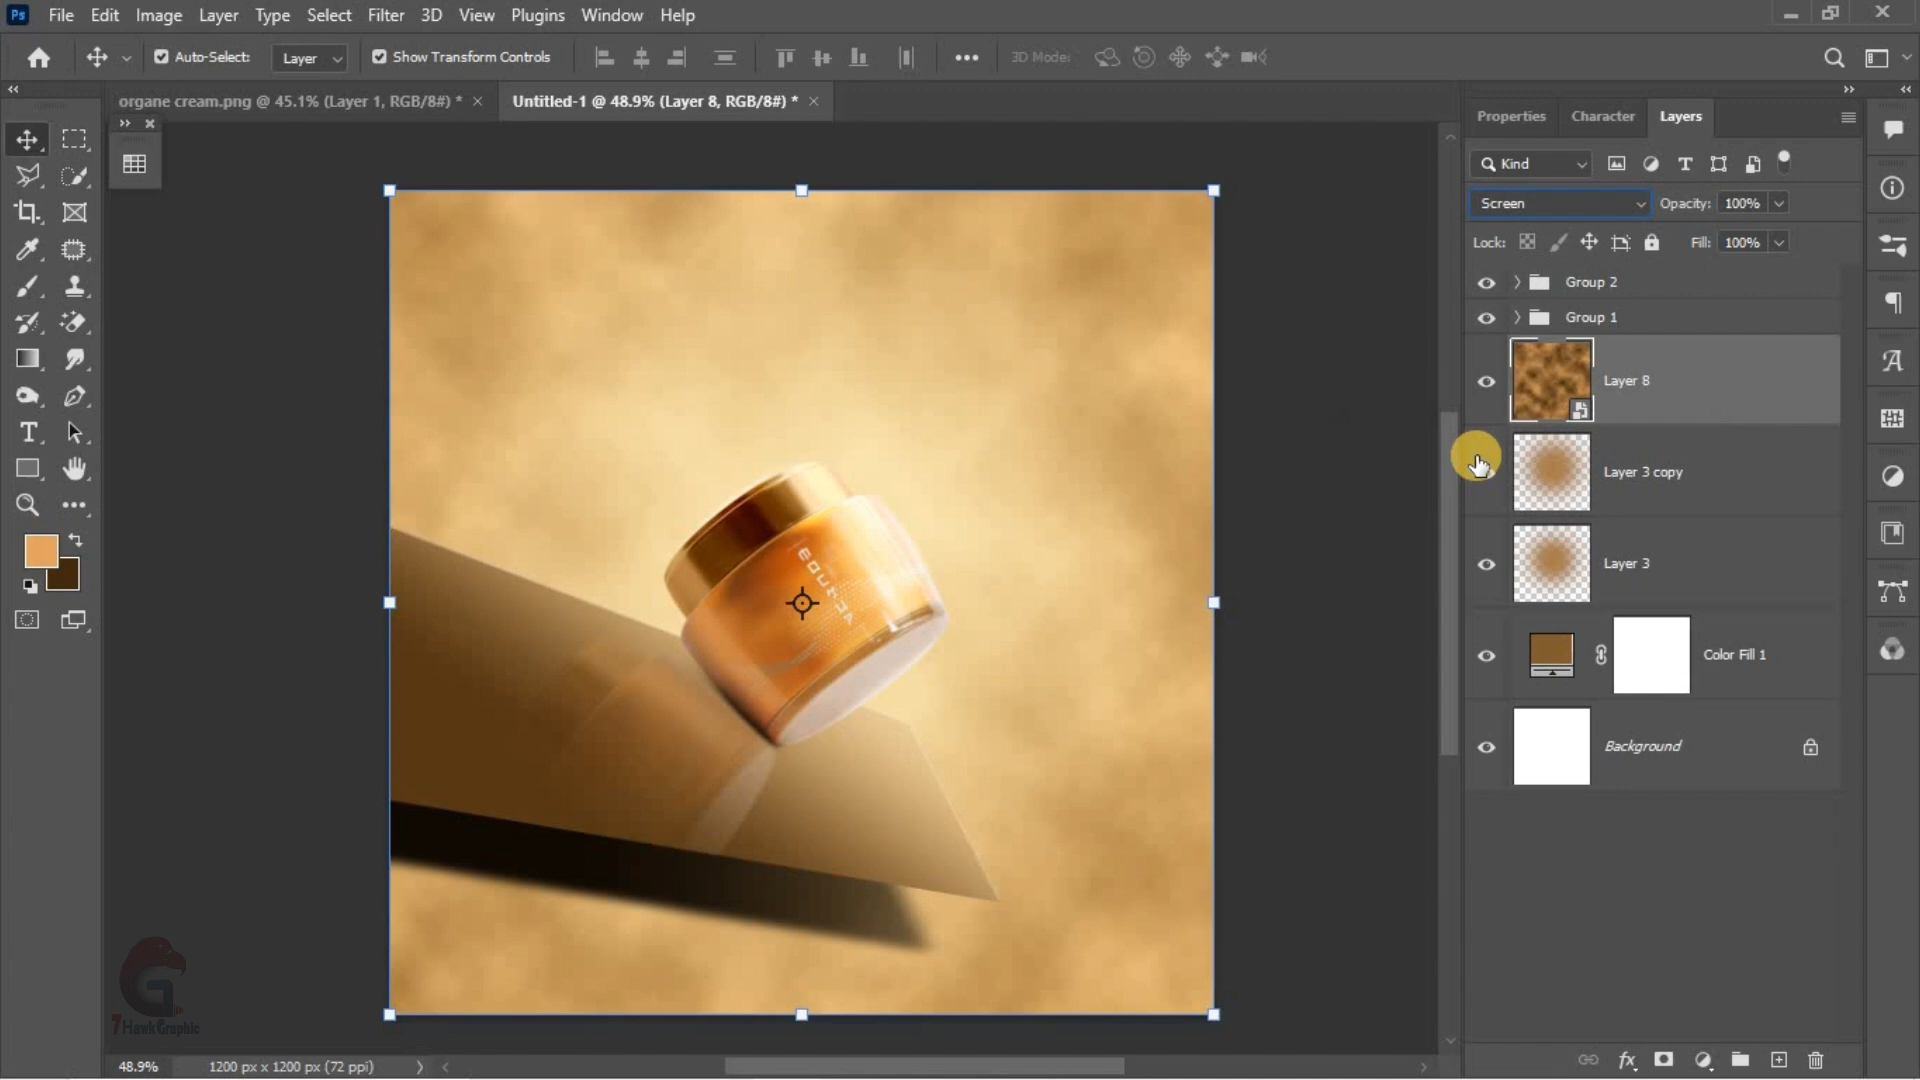 Ps File Edit Image Layer Type Select Filter 3D View Plugins Window Help
Auto-Select: Layer Show Transform Controls 3D Mode:
organe cream.png @ 45.1% (Layer 1, RGB/8#) * Untitled-1 @ 48.9% (Layer 8, RGB/8#) *
Properties Character Layers
Kind
Screen Opacity: 100%
Lock: Fill: 100%
Group 2
Group 1
Layer 8
Layer 3 copy
Layer 3
Color Fill 1
Background
7HawkGraphic
48.9% 1200 px x 1200 px (72 ppi)